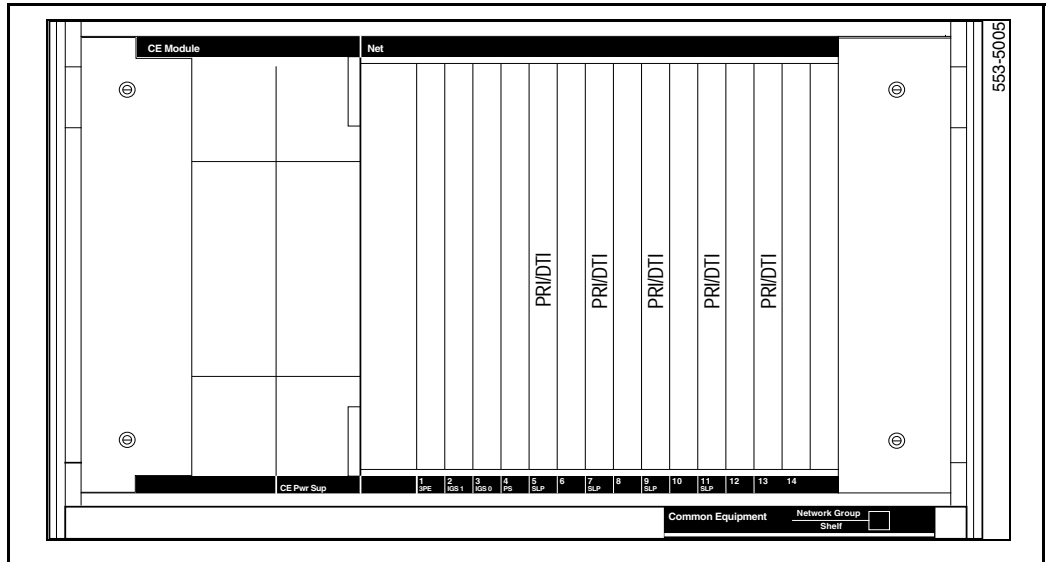 553-5005
CE Module
Net
PRI/DTI
PRI/DTI
PRI/DTI
PRI/DTI
PRI/DTI
CE Pwr Sup
1 2 3 4 5 6 7 8 9 10 11 12 13 14
3PE IGS 1 IGS 0 PS SLP SLP SLP SLP
Common Equipment
Network Group
Shelf